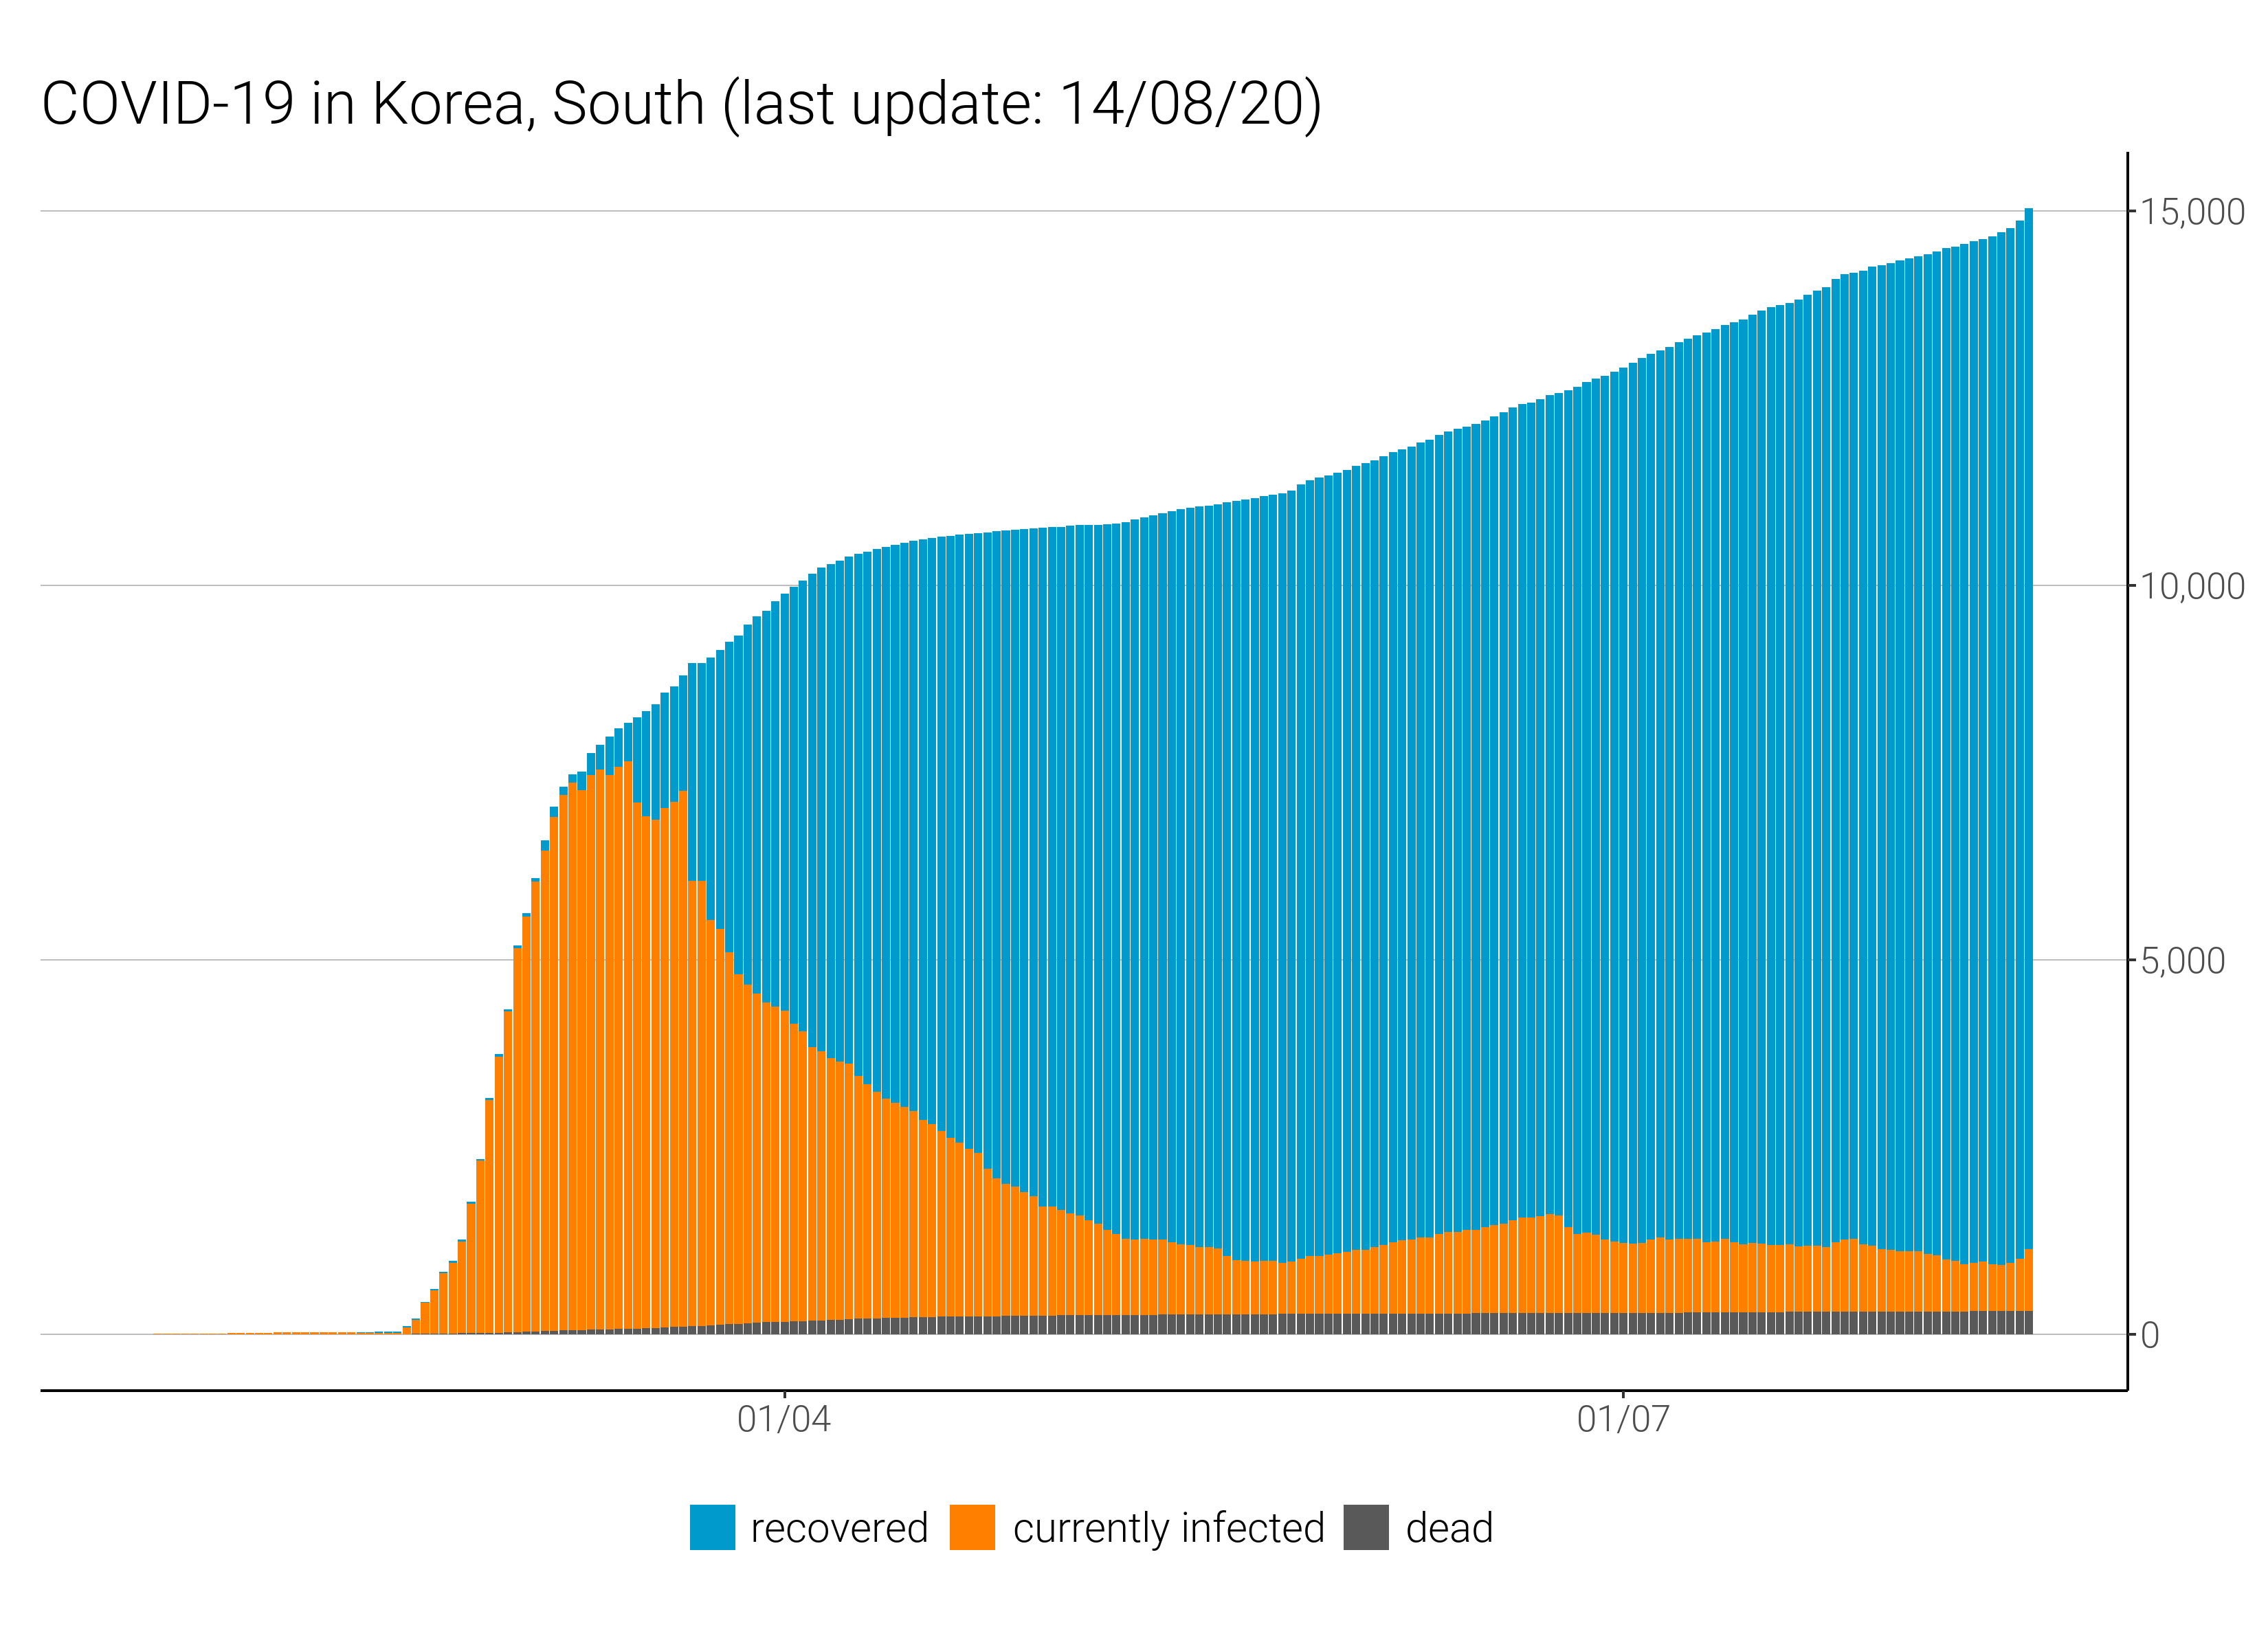 COVID-19 in Korea, South (last update: 14/08/20)
15,000
10,000
5,000
0
01/04 01/07
recovered currently infected dead